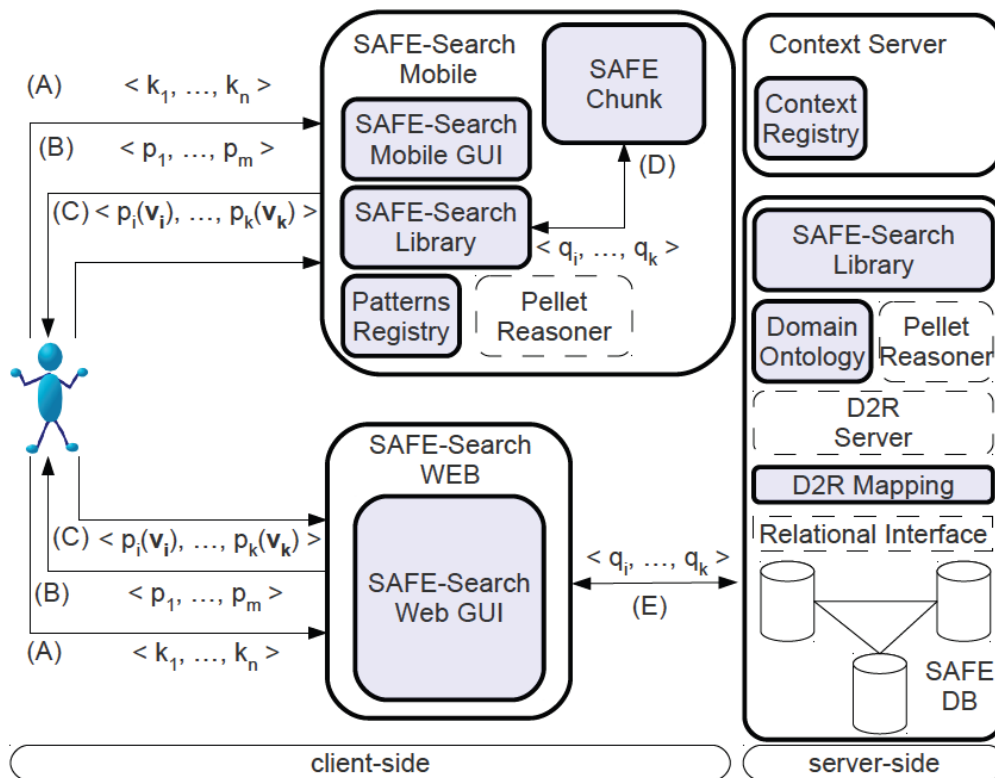 SAFE-Search
Mobile
SAFE
Chunk
Context Server
(A)
< k1, …, kn >
SAFE-Search
Mobile GUI
Context
Registry
(B)
< p1, …, pm >
(D)
(C) < pi(vi), …, pk(vk) >
SAFE-Search
Library
< qi, …, qk >
SAFE-Search
Library
Patterns
Registry
Pellet
Reasoner
Domain
Ontology
Pellet
Reasoner
D2R
Server
SAFE-Search
WEB
D2R Mapping
(C) < pi(vi), …, pk(vk) >
Relational Interface
SAFE-Search
Web GUI
< qi, …, qk >
(E)
(B)
< p1, …, pm >
(A)
< k1, …, kn >
SAFE
DB
client-side
server-side